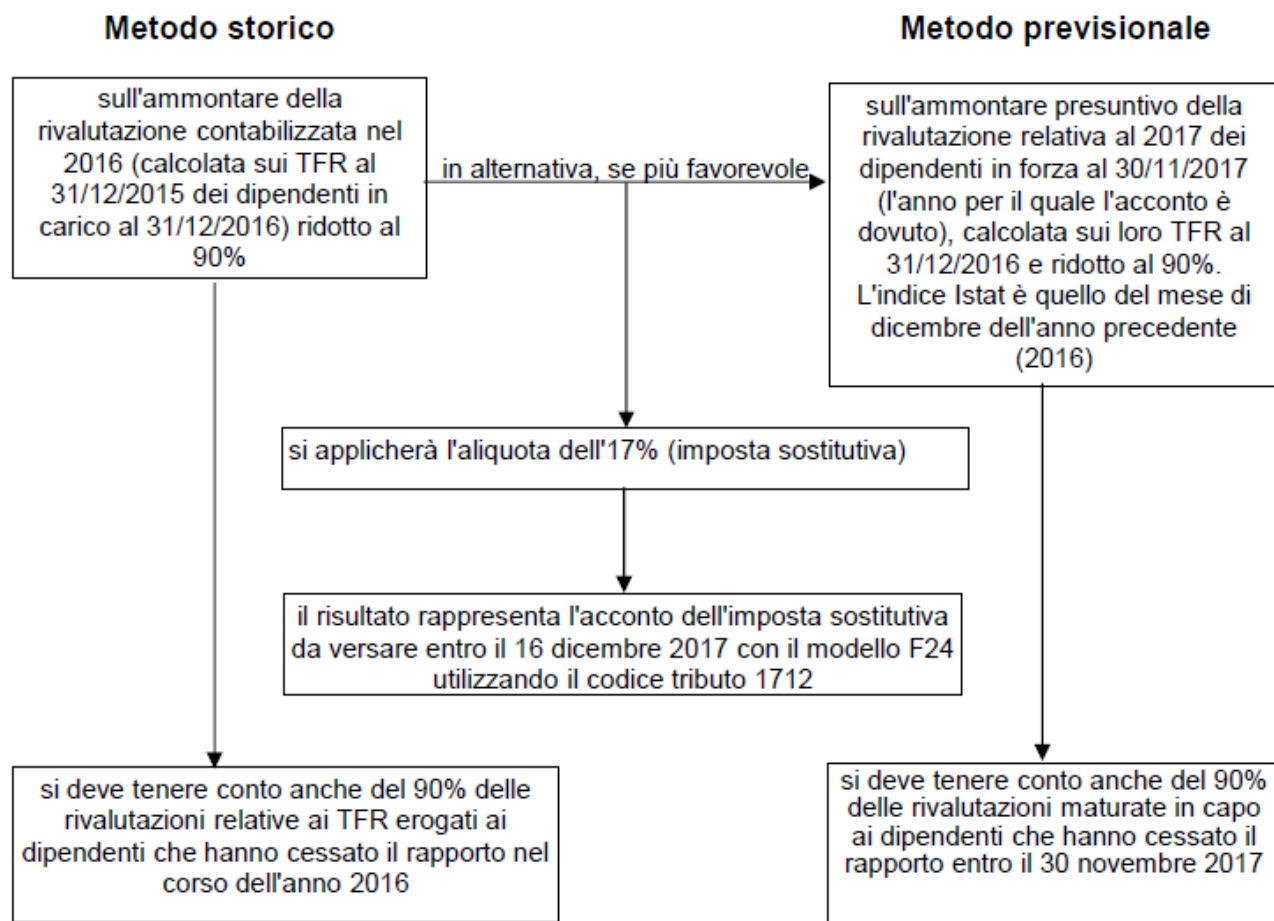 Metodo storico
Metodo previsionale
sull'ammontare della
rivalutazione contabilizzata nel
2016 (calcolata sui TFR al
31/12/2015 dei dipendenti in
carico al 31/12/2016) ridotto al
90%
in alternativa, se più favorevole
sull'ammontare presuntivo della
rivalutazione relativa al 2017 dei
dipendenti in forza al 30/11/2017
(l'anno per il quale l'acconto è
dovuto), calcolata sui loro TFR al
31/12/2016 e ridotto al 90%.
L'indice Istat è quello del mese di
dicembre dell'anno precedente
(2016)
si applicherà l'aliquota dell'17% (imposta sostitutiva)
il risultato rappresenta l'acconto dell'imposta sostitutiva
da versare entro il 16 dicembre 2017 con il modello F24
utilizzando il codice tributo 1712
si deve tenere conto anche del 90% delle
rivalutazioni relative ai TFR erogati ai
dipendenti che hanno cessato il rapporto nel
corso dell'anno 2016
si deve tenere conto anche del 90%
delle rivalutazioni maturate in capo
ai dipendenti che hanno cessato il
rapporto entro il 30 novembre 2017